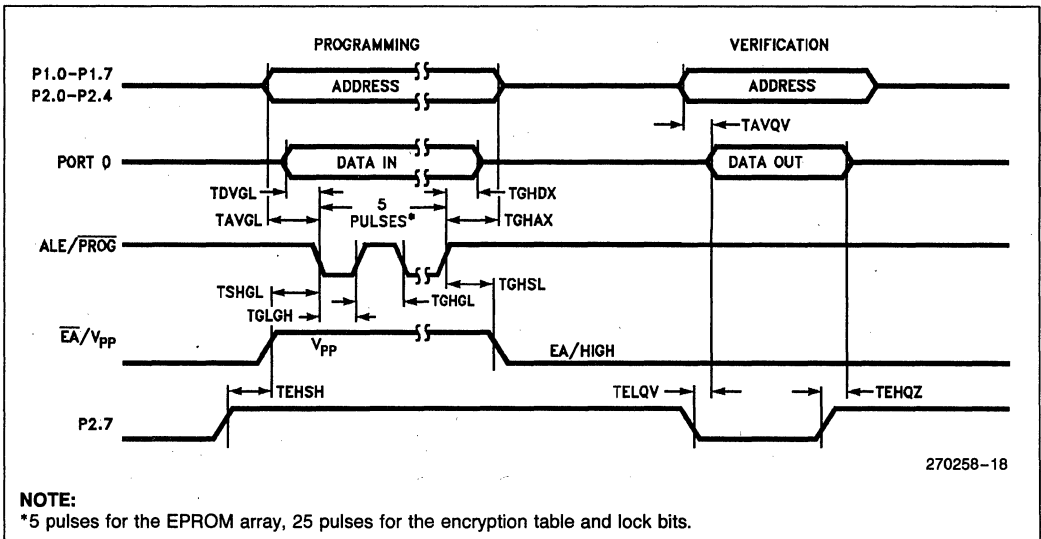 PROGRAMMING VERIFICATION
P1.0–P1.7
P2.0–P2.4
ADDRESS ADDRESS
TAVQV
PORT 0 DATA IN DATA OUT
TDVGL 5 TGHDX
TAVGL PULSES* TGHAX
ALE/PROG
TSHGL TGHGL TGHSL
TGLGH
EA/VPP VPP EA/HIGH
TEHSH TELQV TEHQZ
P2.7
270258–18
NOTE:
*5 pulses for the EPROM array, 25 pulses for the encryption table and lock bits.